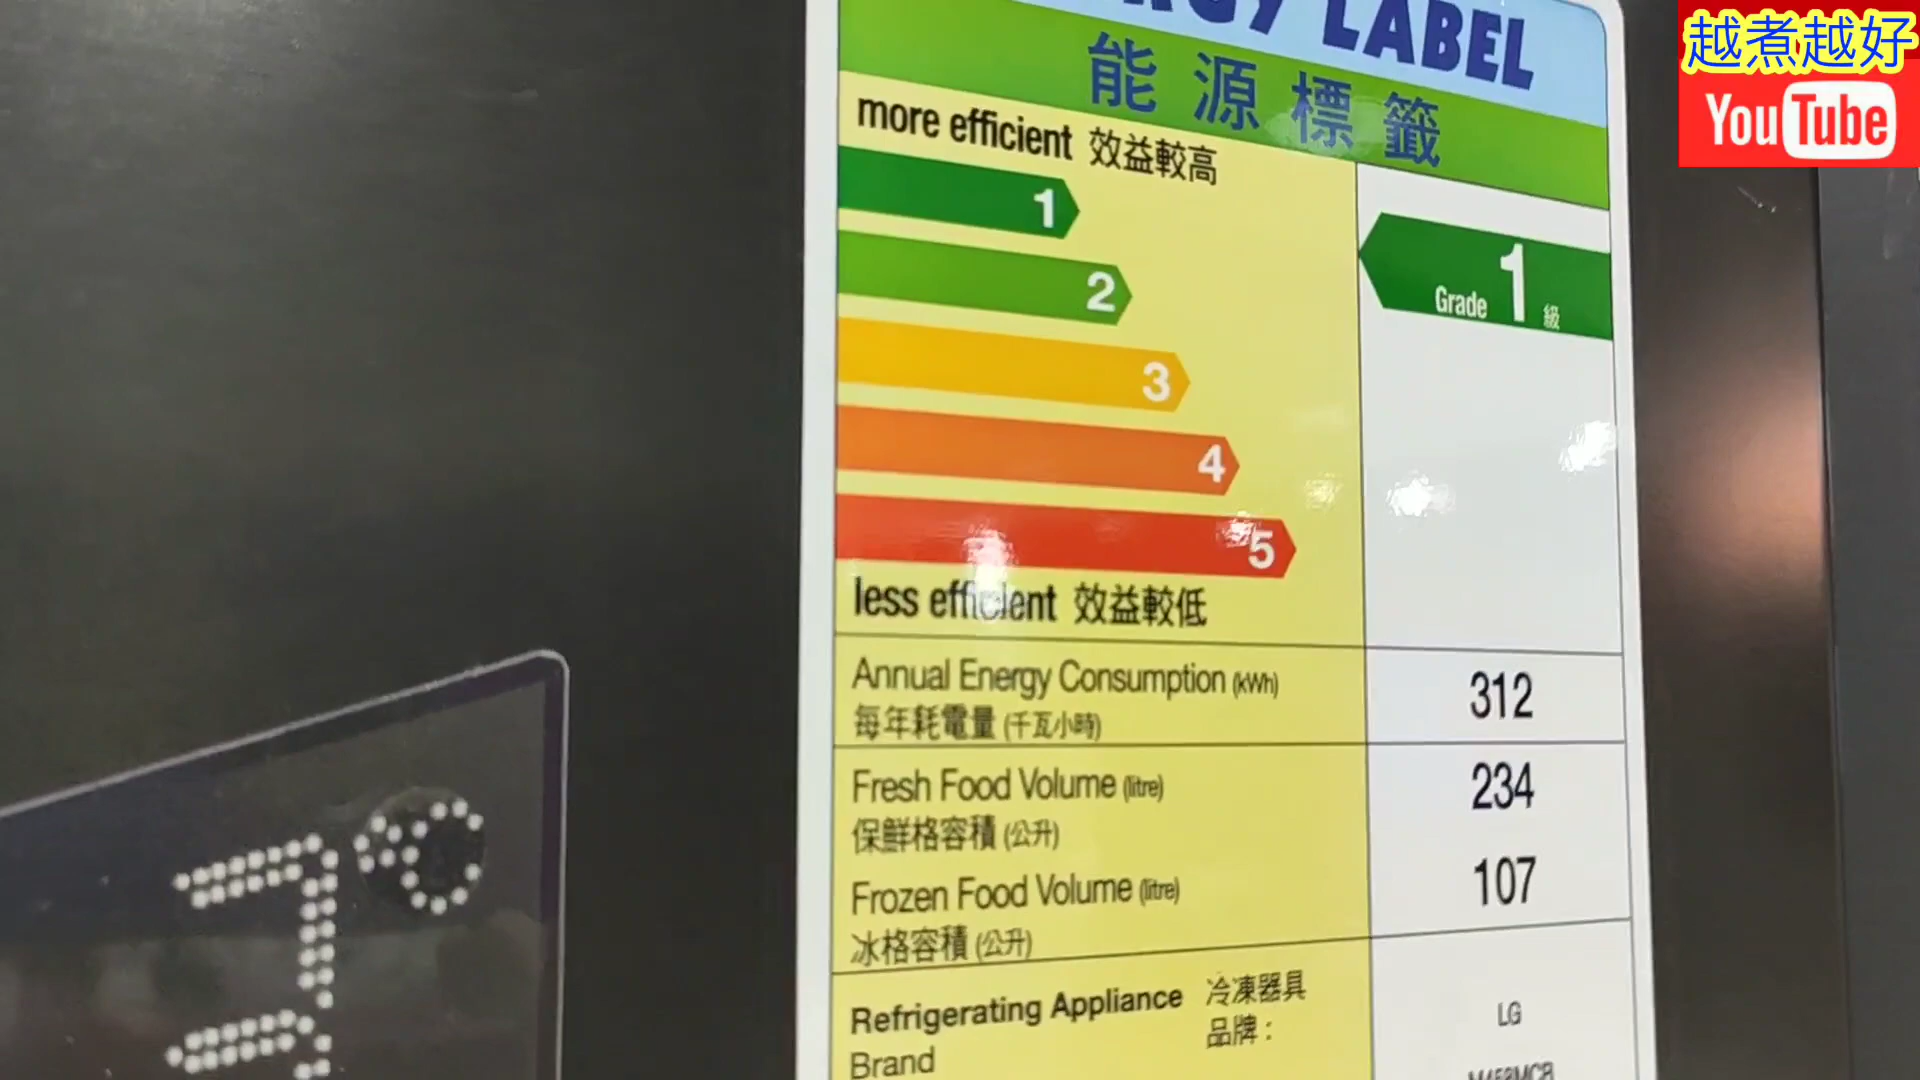 越煮越好
YouTube
LABEL
能源標籤
more efficient 效益較高
1
2
3
4
5
less efficient 效益較低
Grade 1 級
Annual Energy Consumption (kWh)
每年耗電量 (千瓦小時)
312
Fresh Food Volume (litre)
保鮮格容積 (公升)
234
Frozen Food Volume (litre)
冰格容積 (公升)
107
Refrigerating Appliance 冷凍器具
Brand 品牌 :
LG
°C